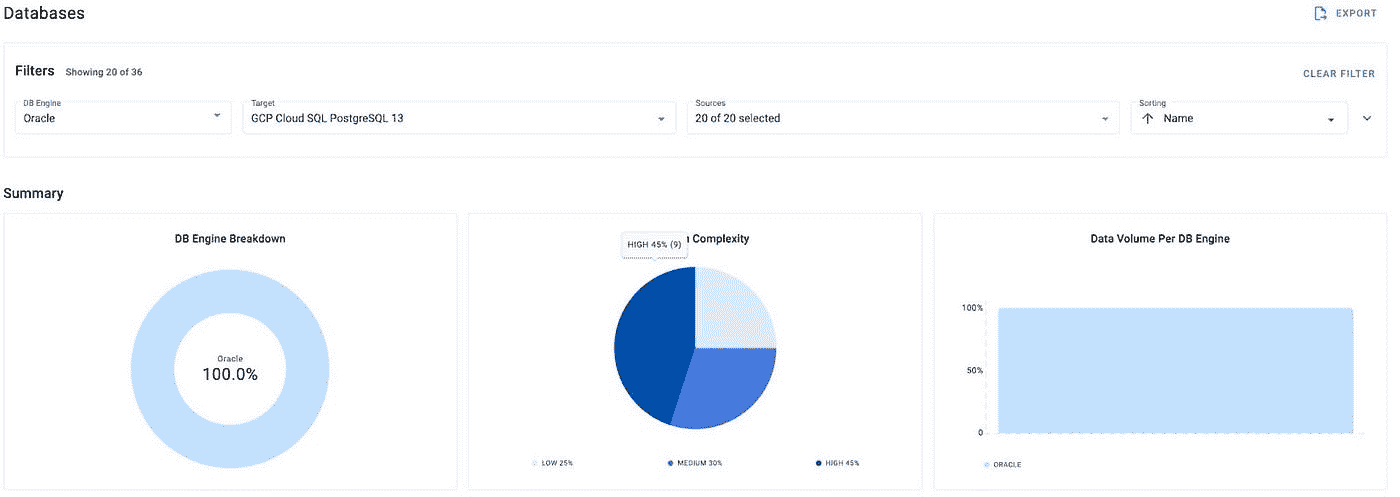 Databases
EXPORT
Filters Showing 20 of 36
CLEAR FILTER
DB Engine
Oracle
Target
GCP Cloud SQL PostgreSQL 13
Sources
20 of 20 selected
Sorting
Name
Summary
DB Engine Breakdown
Oracle
100.0%
HIGH 45% (9)
Complexity
LOW 25%
MEDIUM 30%
HIGH 45%
Data Volume Per DB Engine
100%
50%
0
ORACLE